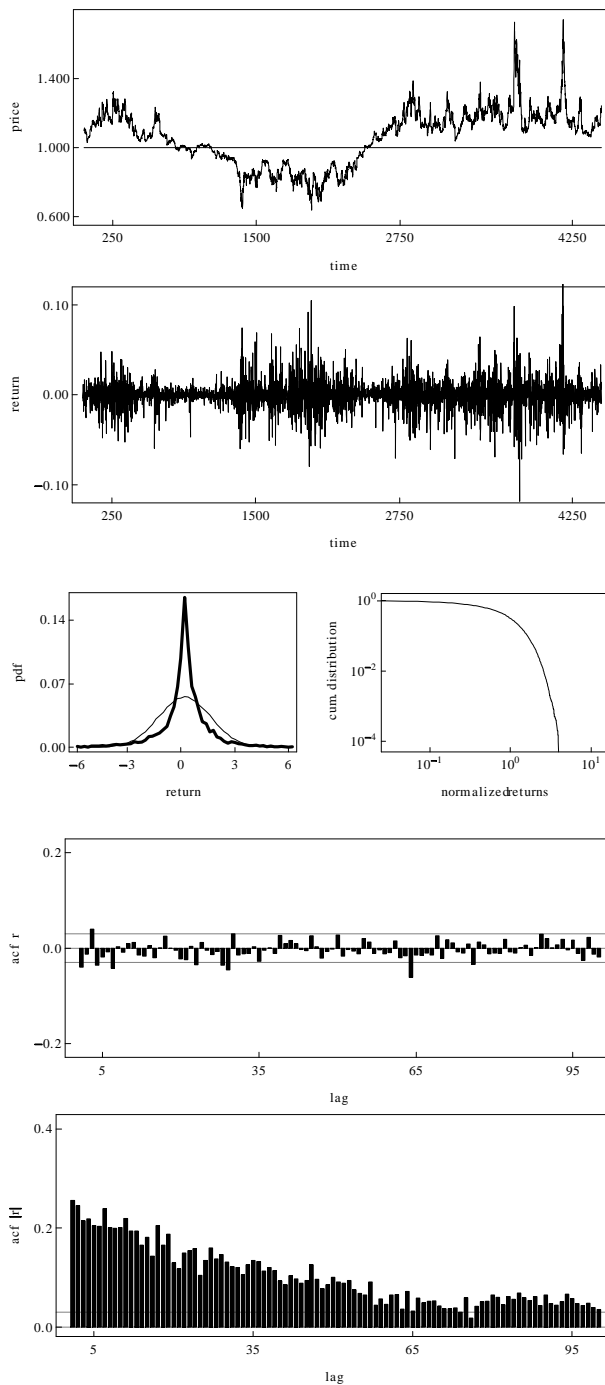 price
1.400
1.000
0.600
250 1500 2750 4250
time
return
0.10
0.00
−0.10
250 1500 2750 4250
time
pdf
0.14
0.07
0.00
−6 −3 0 3 6
return
cum. distribution
10^0
10^−2
10^−4
10^−1 10^0 10^1
normalized returns
acf r
0.2
0.0
−0.2
5 35 65 95
lag
acf |r|
0.4
0.2
0.0
5 35 65 95
lag